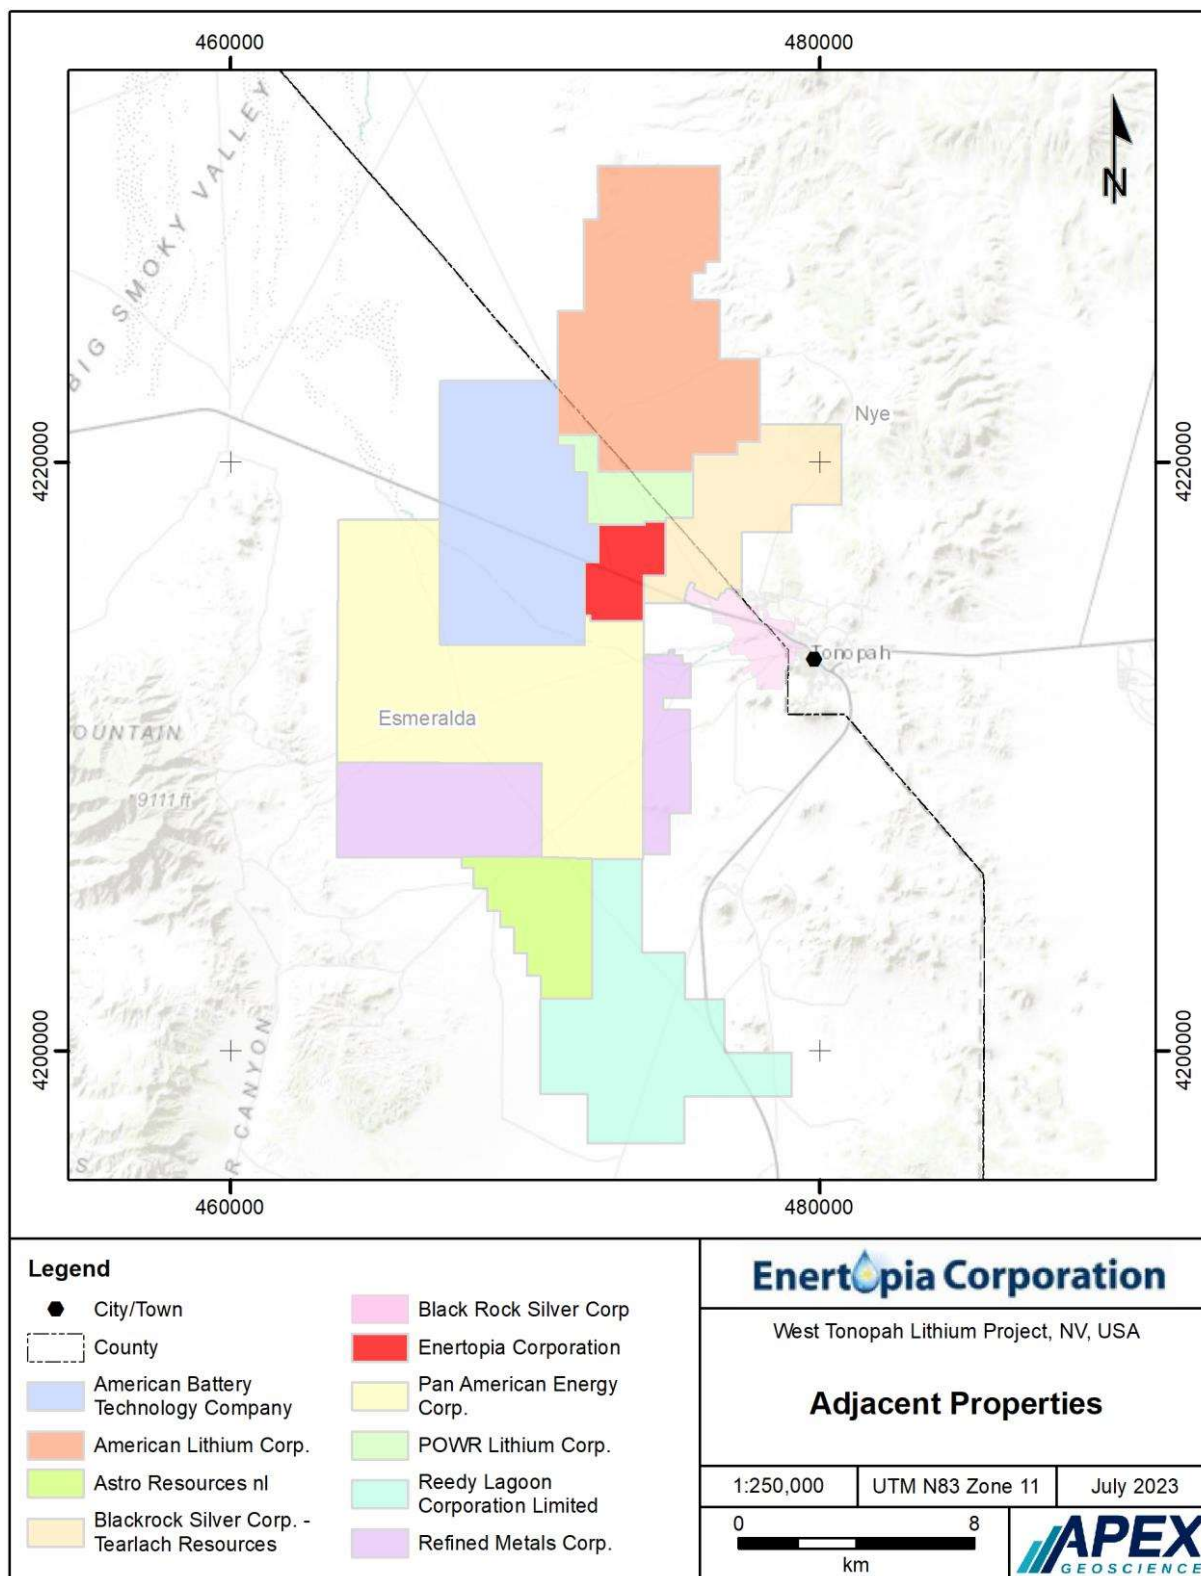 460000
480000
BIG SMOKY VALLEY
N
Nye
4220000
4220000
Tonopah
Esmeralda
OUNTAIN
9111 ft
4200000
4200000
R CANYON
S
460000
480000
Legend
City/Town
County
American Battery
Technology Company
American Lithium Corp.
Astro Resources nl
Blackrock Silver Corp. -
Tearlach Resources
Black Rock Silver Corp
Enertopia Corporation
Pan American Energy
Corp.
POWR Lithium Corp.
Reedy Lagoon
Corporation Limited
Refined Metals Corp.
Enertopia Corporation
West Tonopah Lithium Project, NV, USA
Adjacent Properties
1:250,000
UTM N83 Zone 11
July 2023
0
8
km
APEX
GEOSCIENCE